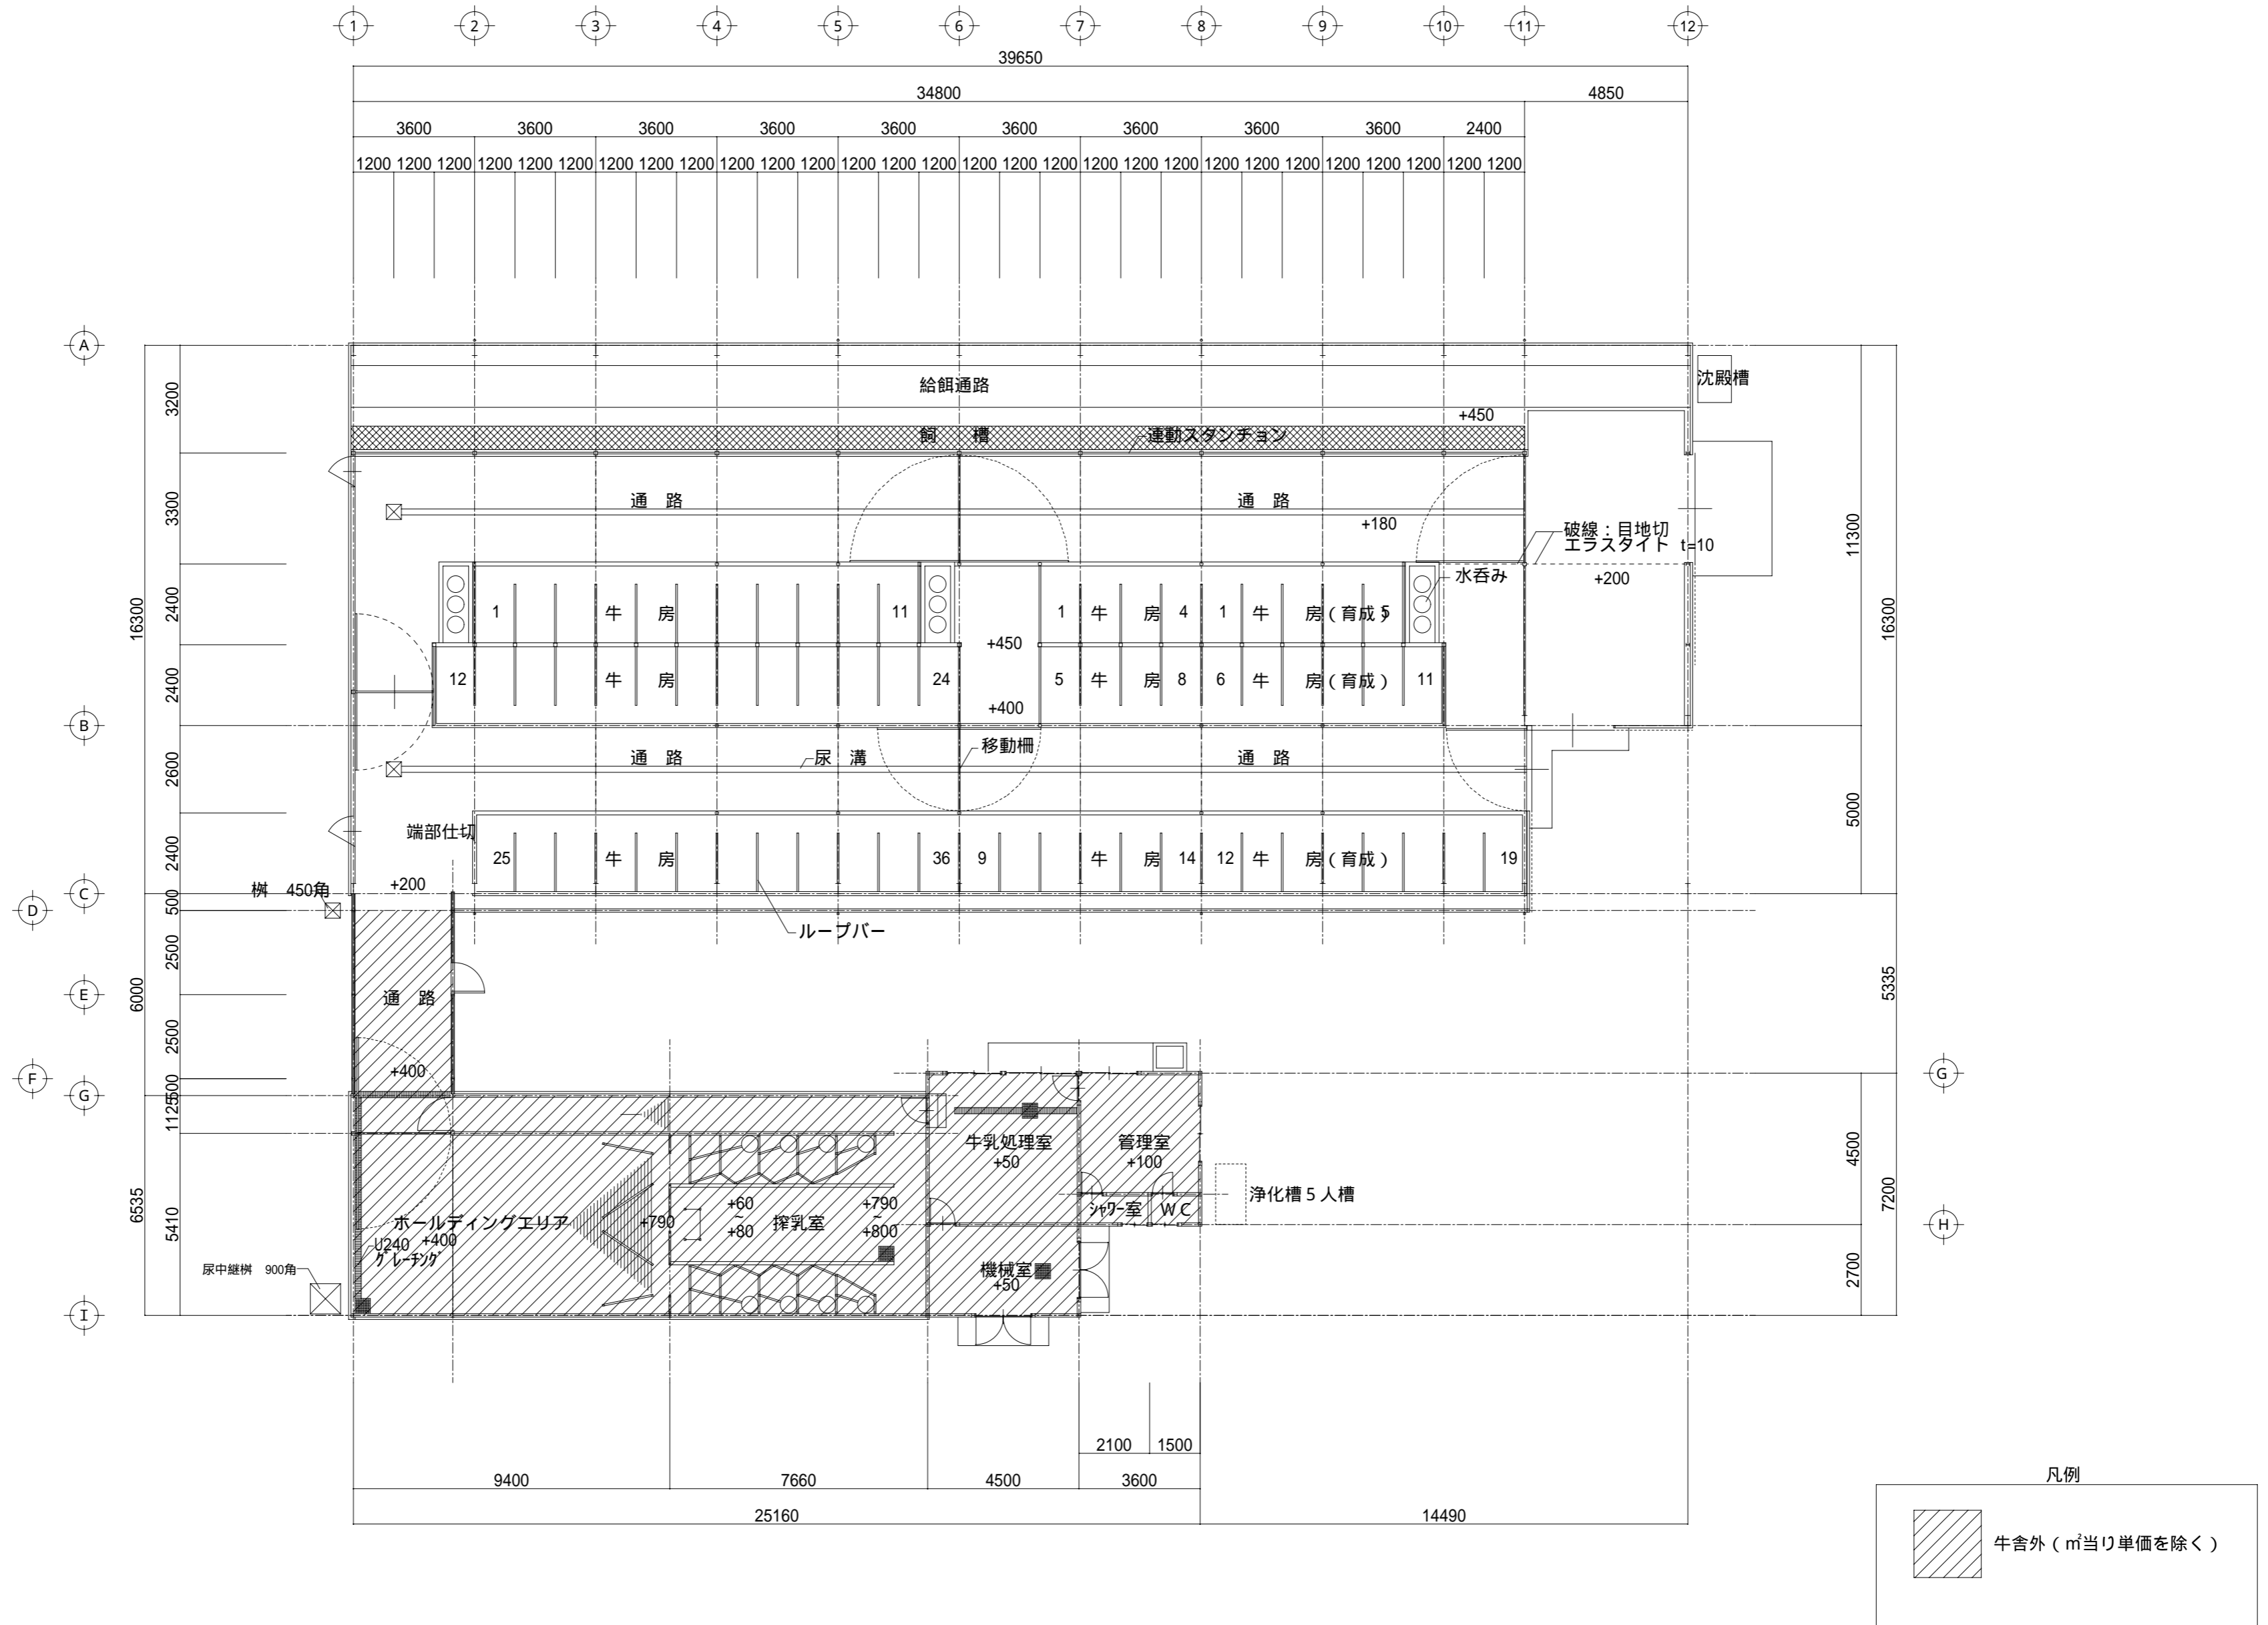 1 2 3 4 5 6 7 8 9 10 11 12
39650
34800 4850
3600 3600 3600 3600 3600 3600 3600 3600 3600 2400
1200 1200 1200 1200 1200 1200 1200 1200 1200 1200 1200 1200 1200 1200 1200 1200 1200 1200 1200 1200 1200 1200 1200 1200 1200 1200 1200 1200 1200
A
3200
給餌通路
沈殿槽
+450
飼 槽
連動スタンチョン
3300
通 路
通 路
+180
破線：目地切
エラスタイト t=10
11300
+200
水呑み
16300
2400
1 牛 房 11 1 牛 房 4 1 牛 房（育成） 5
16300
+450
2400
12 牛 房 24 5 牛 房 8 6 牛 房（育成） 11
+400
B
2600
通 路
尿 溝
移動柵
通 路
5000
端部仕切
2400
25 牛 房 36 9 牛 房 14 12 牛 房（育成） 19
+200
桝 450角
C
500
D
ループバー
2500
E
6000
通 路
5335
2500
+400
F
500
G
G
1125
牛乳処理室
+50
管理室
+100
4500
6535
5410
ホールディングエリア
+400
+790
+60
～
+80
搾乳室
+790
～
+800
シャワー室
WC
浄化槽５人槽
7200
H
U240
グレーチング
尿中継桝 900角
機械室
+50
2700
I
2100 1500
9400 7660 4500 3600
25160 14490
凡例
牛舎外（㎡当り単価を除く）